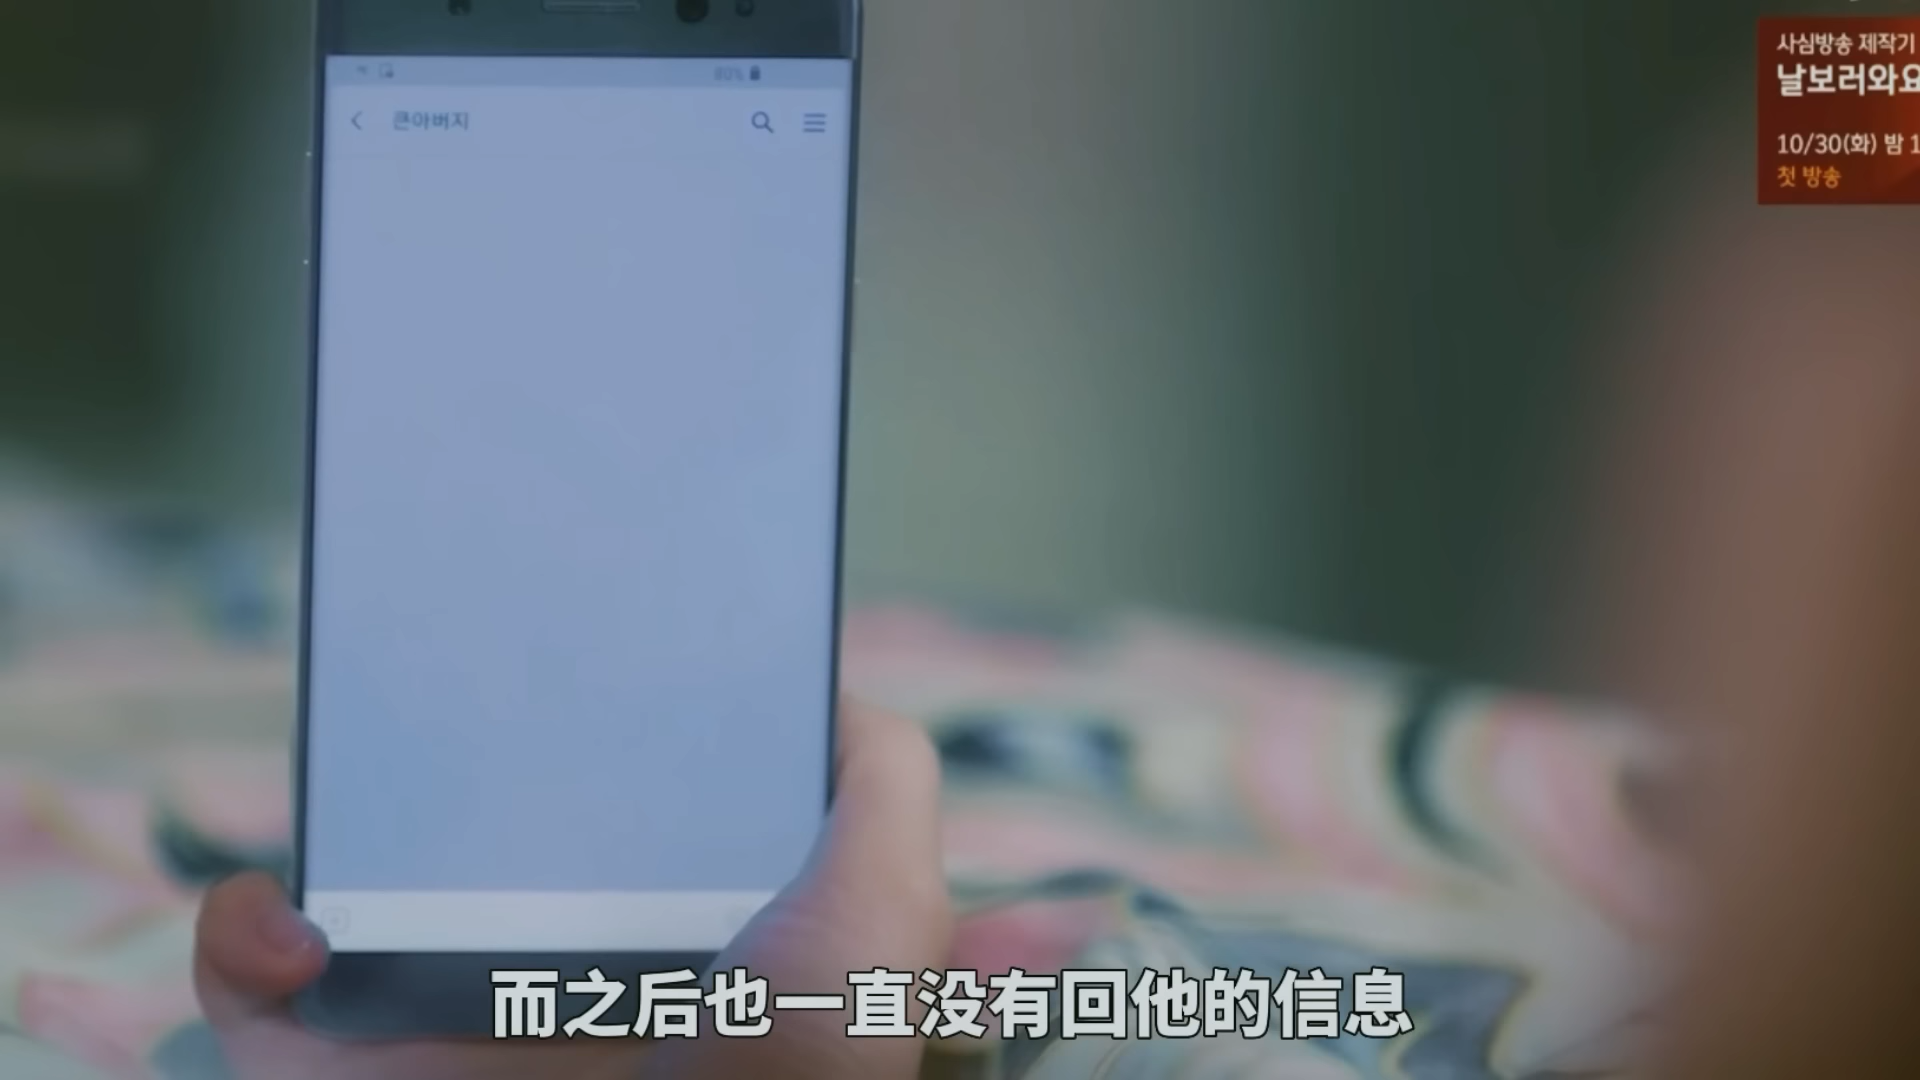 사심방송 제작기
날보러와요
10/30(화) 밤 1
첫 방송
80%
큰아버지
而之后也一直没有回他的信息